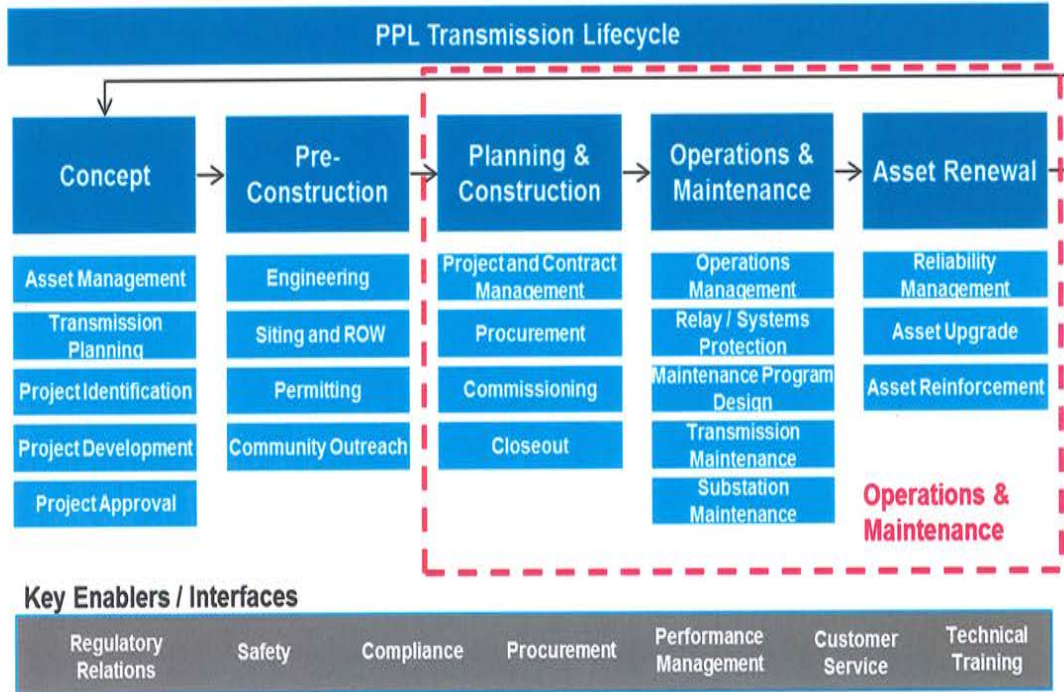 PPL Transmission Lifecycle
Concept
Pre-
Construction
Planning &
Construction
Operations &
Maintenance
Asset Renewal
Asset Management
Transmission
Planning
Project Identification
Project Development
Project Approval
Engineering
Siting and ROW
Permitting
Community Outreach
Project and Contract
Management
Procurement
Commissioning
Closeout
Operations
Management
Relay / Systems
Protection
Maintenance Program
Design
Transmission
Maintenance
Substation
Maintenance
Reliability
Management
Asset Upgrade
Asset Reinforcement
Operations &
Maintenance
Key Enablers / Interfaces
Regulatory
Relations
Safety
Compliance
Procurement
Performance
Management
Customer
Service
Technical
Training